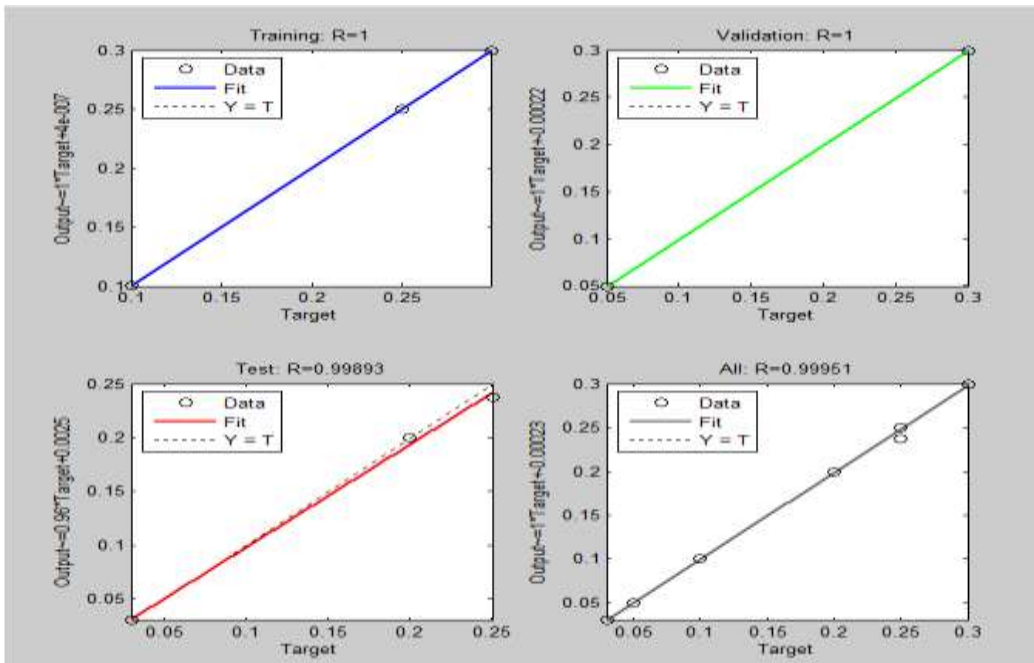 Training: R=1
Output~=1*Target+4e-007
0.3
0.25
0.2
0.15
0.1
Data
Fit
Y = T
0.1 0.15 0.2 0.25
Target
Validation: R=1
Output~=1*Target+-0.00022
0.3
0.25
0.2
0.15
0.1
0.05
Data
Fit
Y = T
0.05 0.1 0.15 0.2 0.25 0.3
Target
Test: R=0.99893
Output~=0.96*Target+0.0025
0.25
0.2
0.15
0.1
0.05
Data
Fit
Y = T
0.05 0.1 0.15 0.2 0.25
Target
All: R=0.99951
Output~=1*Target+-0.00023
0.3
0.25
0.2
0.15
0.1
0.05
Data
Fit
Y = T
0.05 0.1 0.15 0.2 0.25 0.3
Target